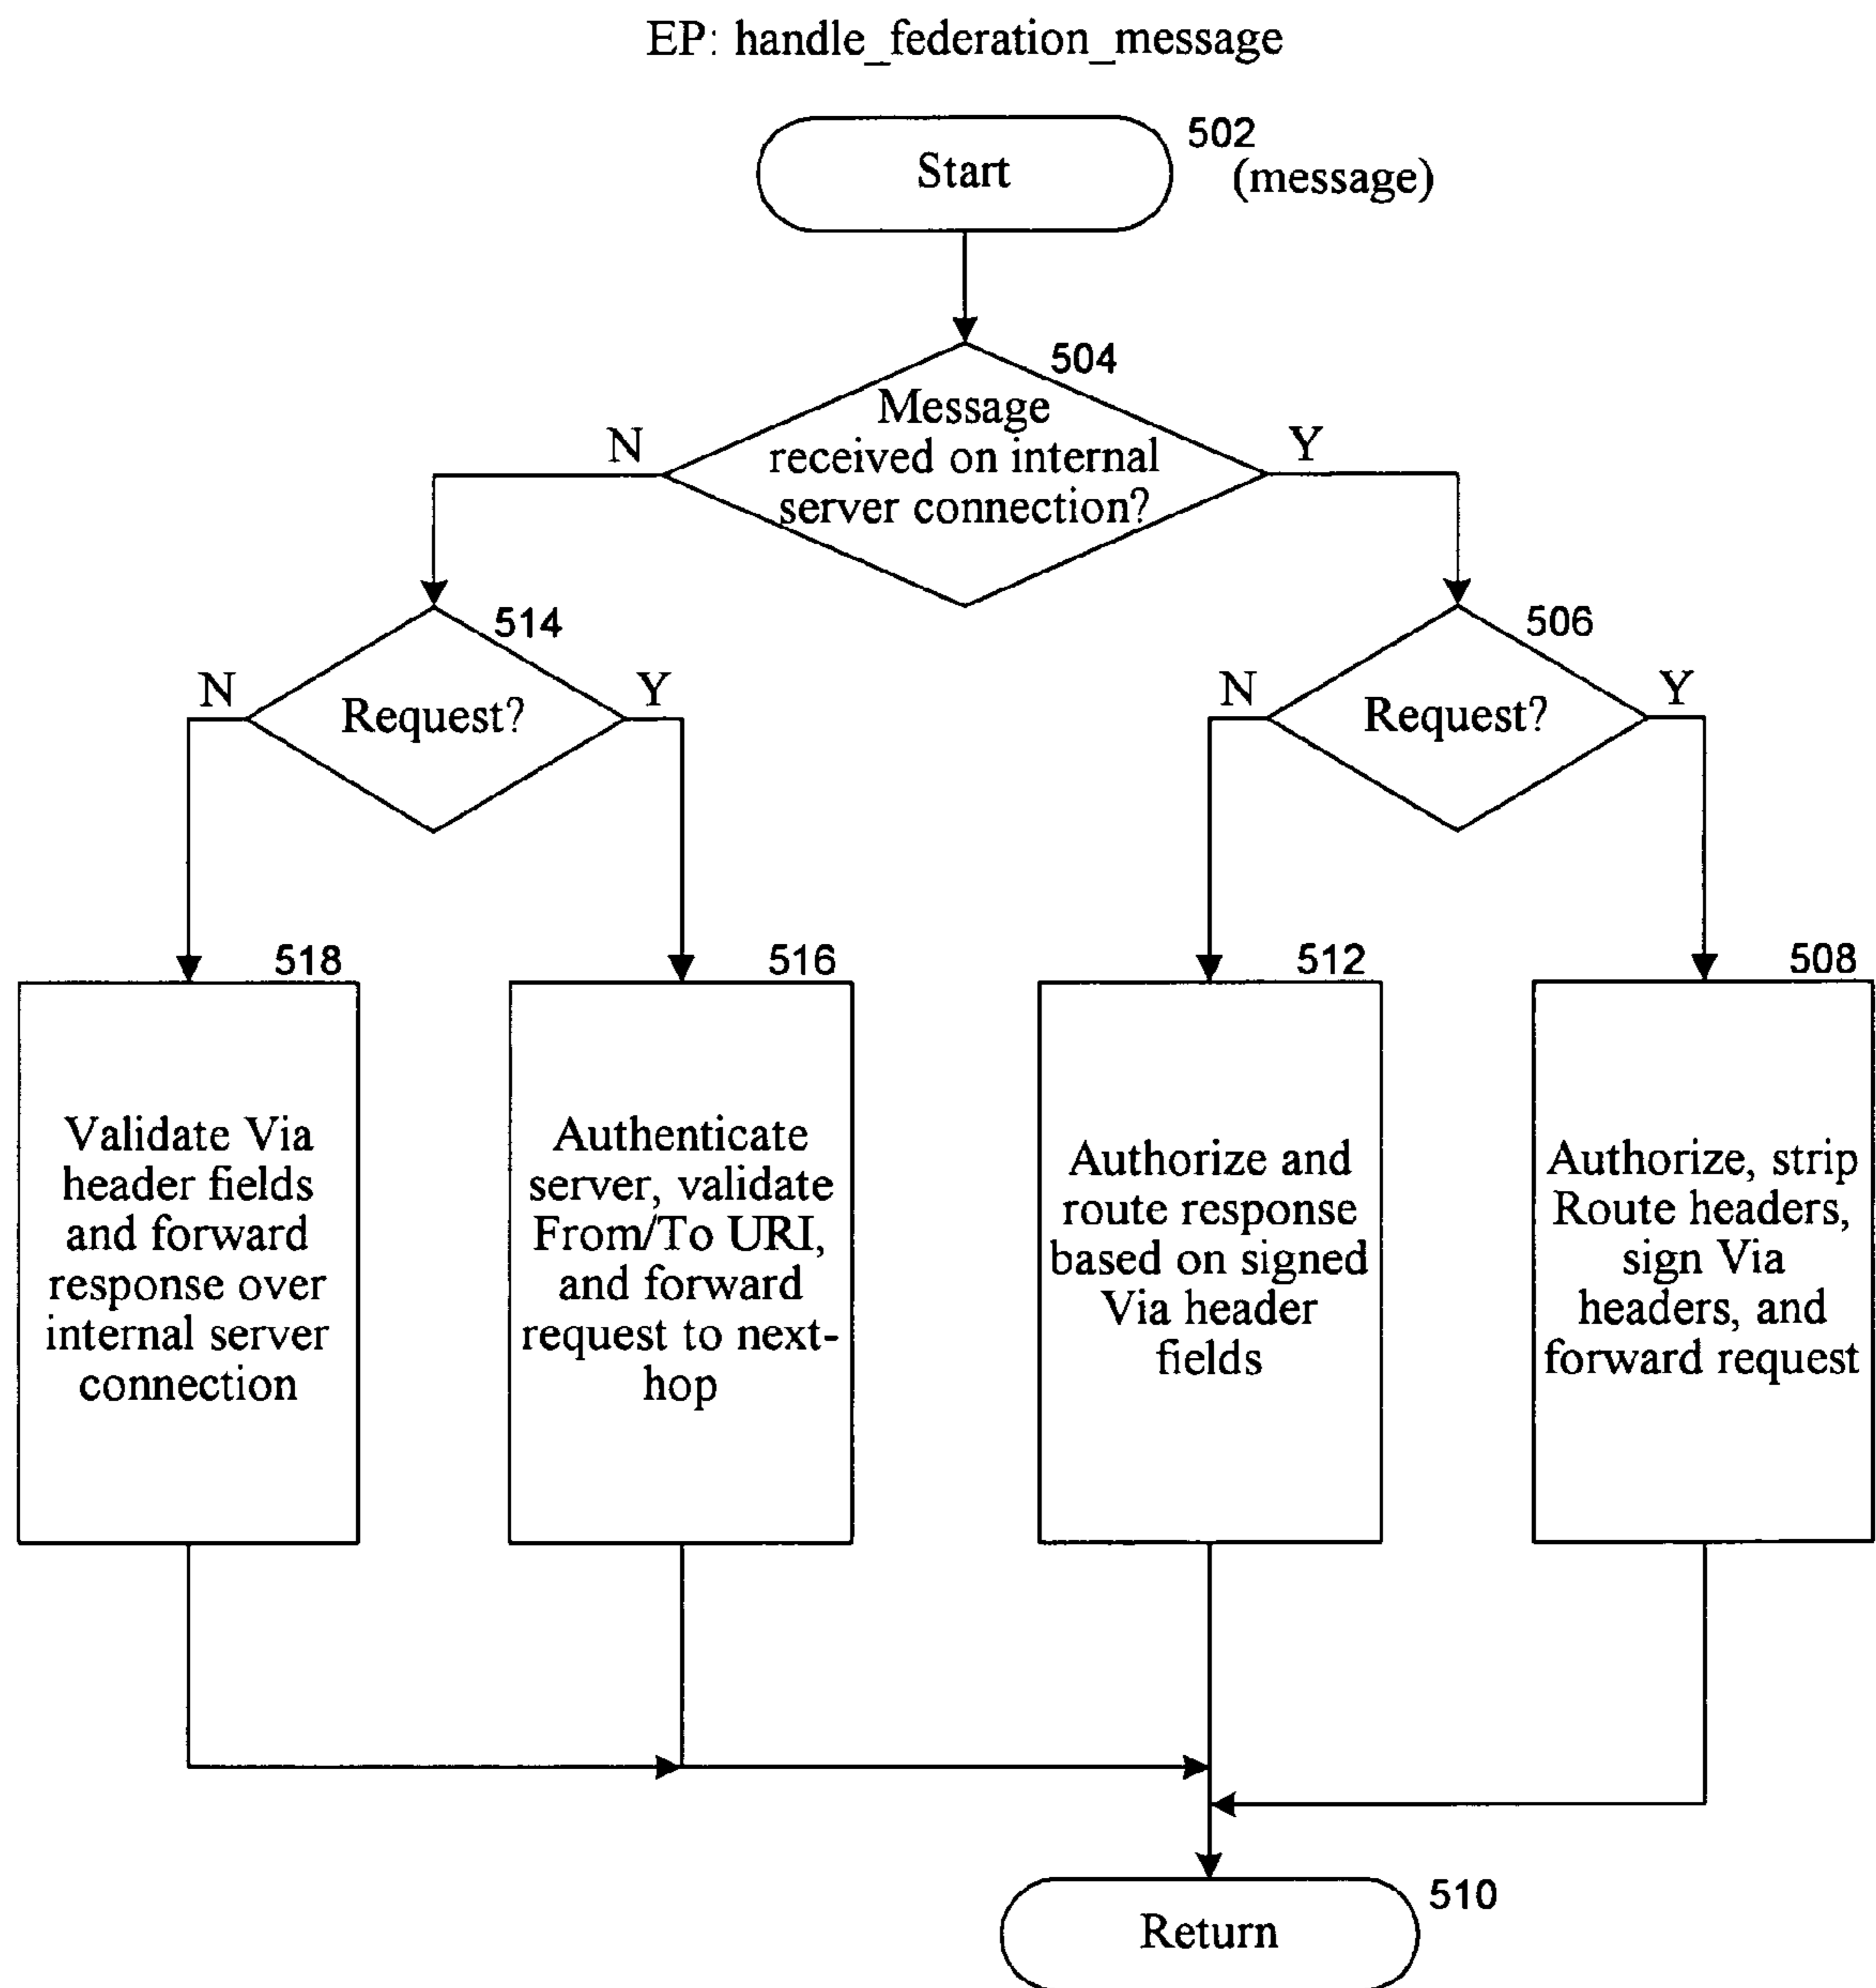 EP: handle_federation_message
502
Start
(message)
504
Message
received on internal
server connection?
N
Y
514
Request?
N
Y
506
Request?
N
Y
518
Validate Via
header fields
and forward
response over
internal server
connection
516
Authenticate
server, validate
From/To URI,
and forward
request to next-
hop
512
Authorize and
route response
based on signed
Via header
fields
508
Authorize, strip
Route headers,
sign Via
headers, and
forward request
510
Return